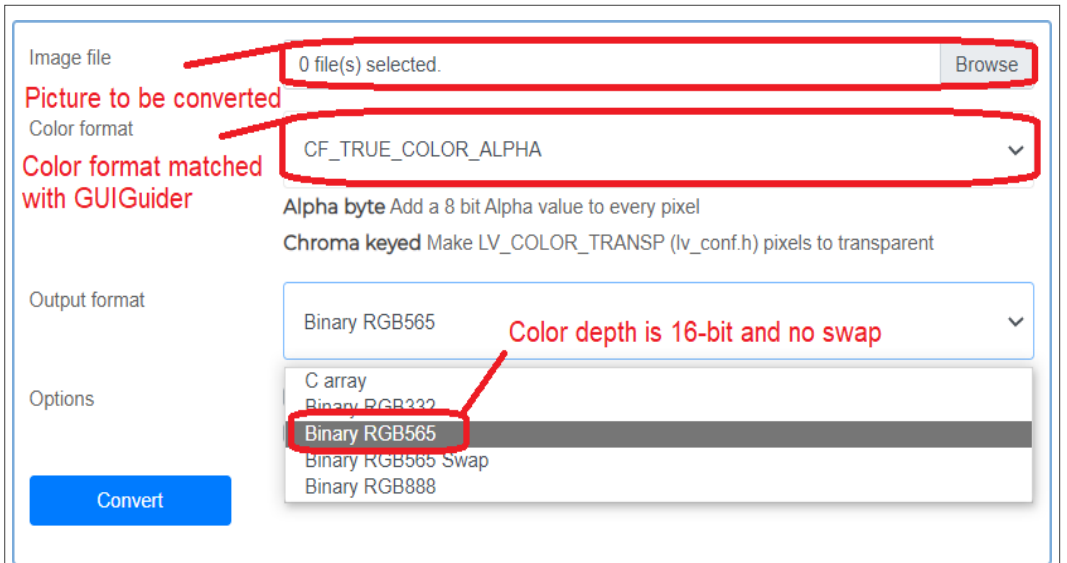 Image file
0 file(s) selected.
Browse
Picture to be converted
Color format
CF_TRUE_COLOR_ALPHA
Color format matched
with GUIGuider
Alpha byte Add a 8 bit Alpha value to every pixel
Chroma keyed Make LV_COLOR_TRANSP (lv_conf.h) pixels to transparent
Output format
Binary RGB565
Color depth is 16-bit and no swap
Options
C array
Binary RGB332
Binary RGB565
Binary RGB565 Swap
Binary RGB888
Convert